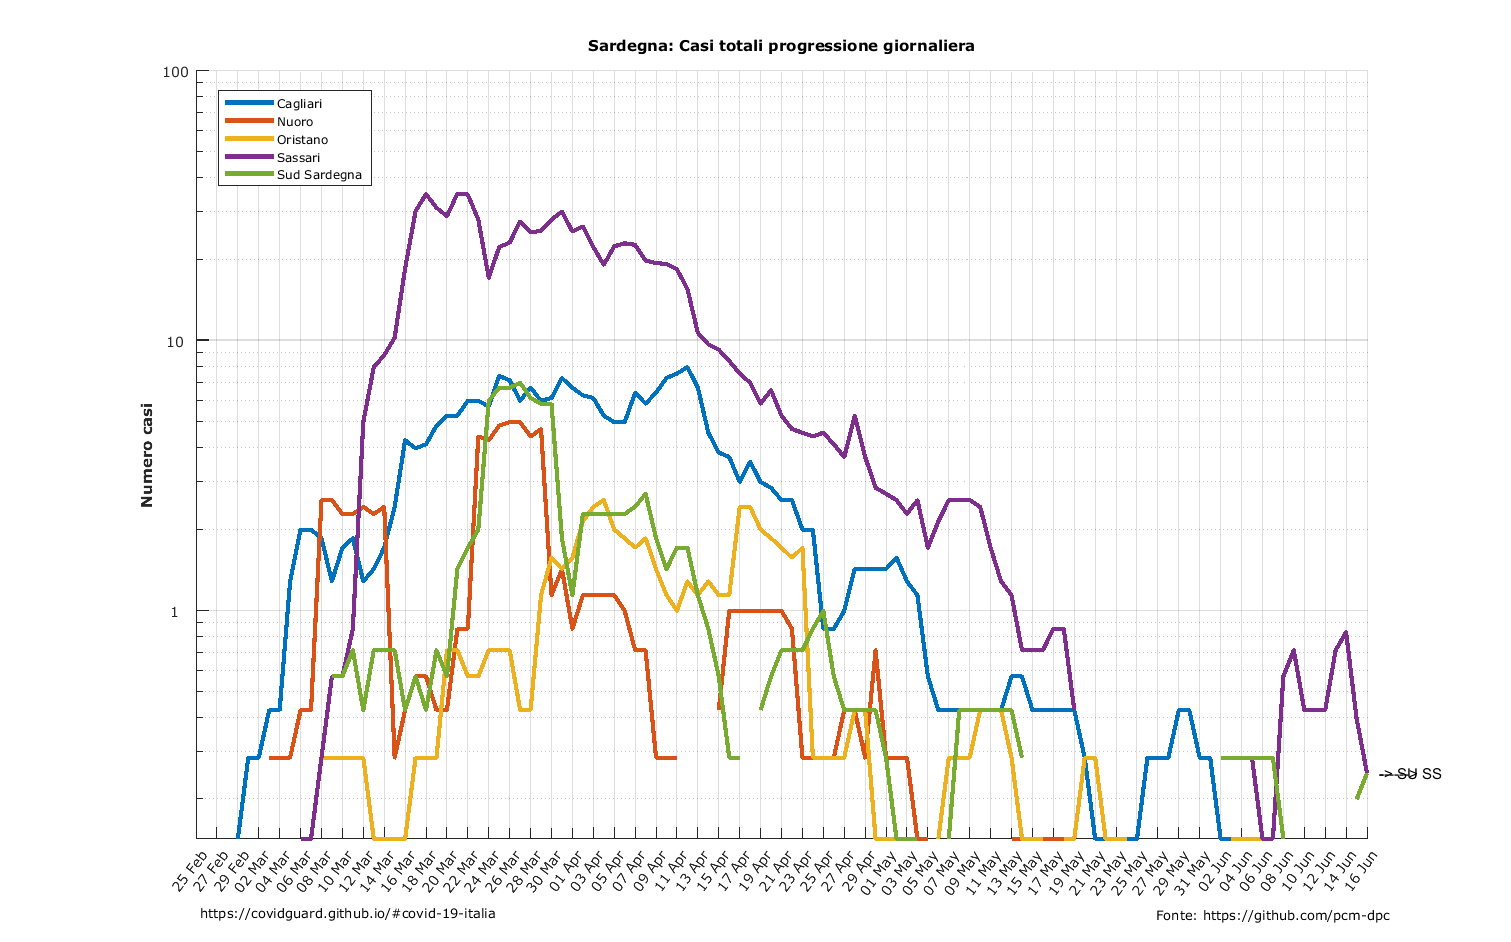 Sardegna: Casi totali progressione giornaliera
100
10
1
Numero casi
Cagliari
Nuoro
Oristano
Sassari
Sud Sardegna
SS
25 Feb
27 Feb
29 Feb
02 Mar
04 Mar
06 Mar
08 Mar
10 Mar
12 Mar
14 Mar
16 Mar
18 Mar
20 Mar
22 Mar
24 Mar
26 Mar
28 Mar
30 Mar
01 Apr
03 Apr
05 Apr
07 Apr
09 Apr
11 Apr
13 Apr
15 Apr
17 Apr
19 Apr
21 Apr
23 Apr
25 Apr
27 Apr
29 Apr
01 May
03 May
05 May
07 May
09 May
11 May
13 May
15 May
17 May
19 May
21 May
23 May
25 May
27 May
29 May
31 May
02 Jun
04 Jun
06 Jun
08 Jun
10 Jun
12 Jun
14 Jun
16 Jun
https://covidguard.github.io/#covid-19-italia
Fonte: https://github.com/pcm-dpc